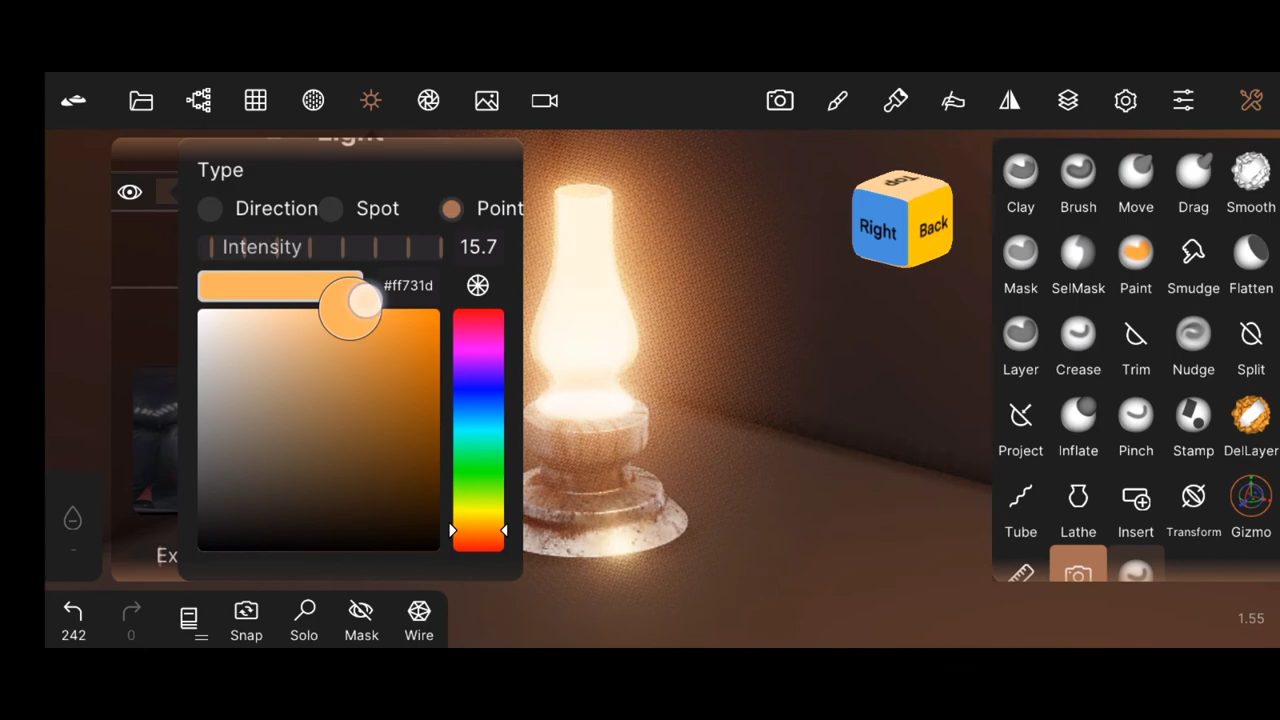 Light
Type
Direction Spot Point
Intensity 15.7
#ff731d
Ex
Top
Right Back
Clay Brush Move Drag Smooth
Mask SelMask Paint Smudge Flatten
Layer Crease Trim Nudge Split
Project Inflate Pinch Stamp DelLayer
Tube Lathe Insert Transform Gizmo
242 0 Snap Solo Mask Wire
1.55